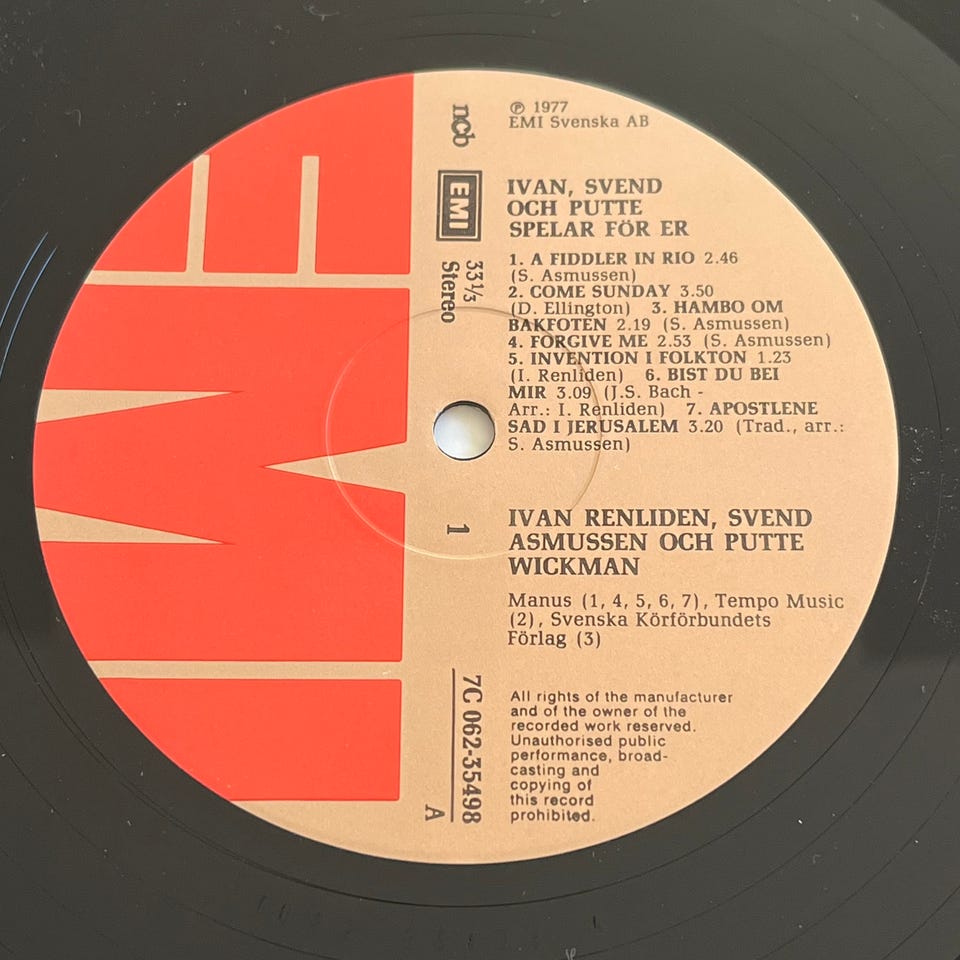 ℗ 1977
EMI Svenska AB
ncb
EMI
33⅓
Stereo
IVAN, SVEND
OCH PUTTE
SPELAR FÖR ER
1. A FIDDLER IN RIO 2.46
(S. Asmussen)
2. COME SUNDAY 3.50
(D. Ellington) 3. HAMBO OM
BAKFOTEN 2.19 (S. Asmussen)
4. FORGIVE ME 2.53 (S. Asmussen)
5. INVENTION I FOLKTON 1.23
(I. Renliden) 6. BIST DU BEI
MIR 3.09 (J.S. Bach -
Arr.: I. Renliden) 7. APOSTLENE
SAD I JERUSALEM 3.20 (Trad., arr.:
S. Asmussen)
1
IVAN RENLIDEN, SVEND
ASMUSSEN OCH PUTTE
WICKMAN
Manus (1, 4, 5, 6, 7), Tempo Music
(2), Svenska Körförbundets
Förlag (3)
7C 062-35498
A
All rights of the manufacturer
and of the owner of the
recorded work reserved.
Unauthorised public
performance, broad-
casting and
copying of
this record
prohibited.
EMI